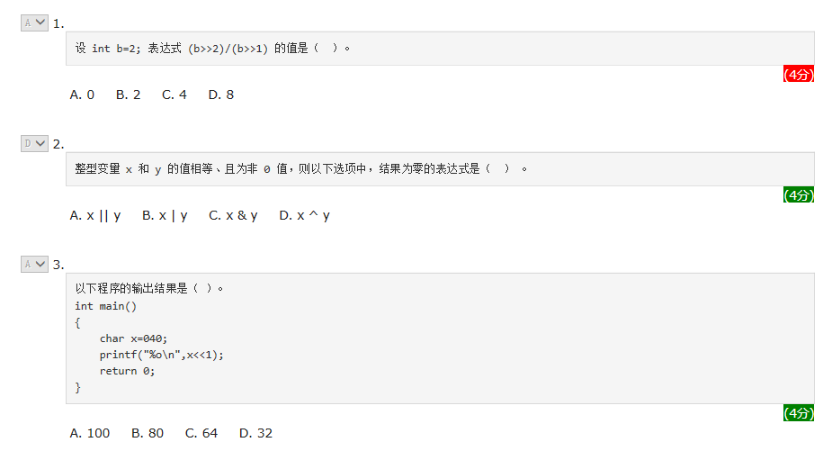 A 1.
设 int b=2; 表达式 (b>>2)/(b>>1) 的值是（ ）。
(4分)
A. 0 B. 2 C. 4 D. 8
D 2.
整型变量 x 和 y 的值相等、且为非 0 值，则以下选项中，结果为零的表达式是（ ） 。
(4分)
A. x || y B. x | y C. x & y D. x ^ y
A 3.
以下程序的输出结果是（ ）。
int main()
{
char x=040;
printf("%o\n",x<<1);
return 0;
}
(4分)
A. 100 B. 80 C. 64 D. 32